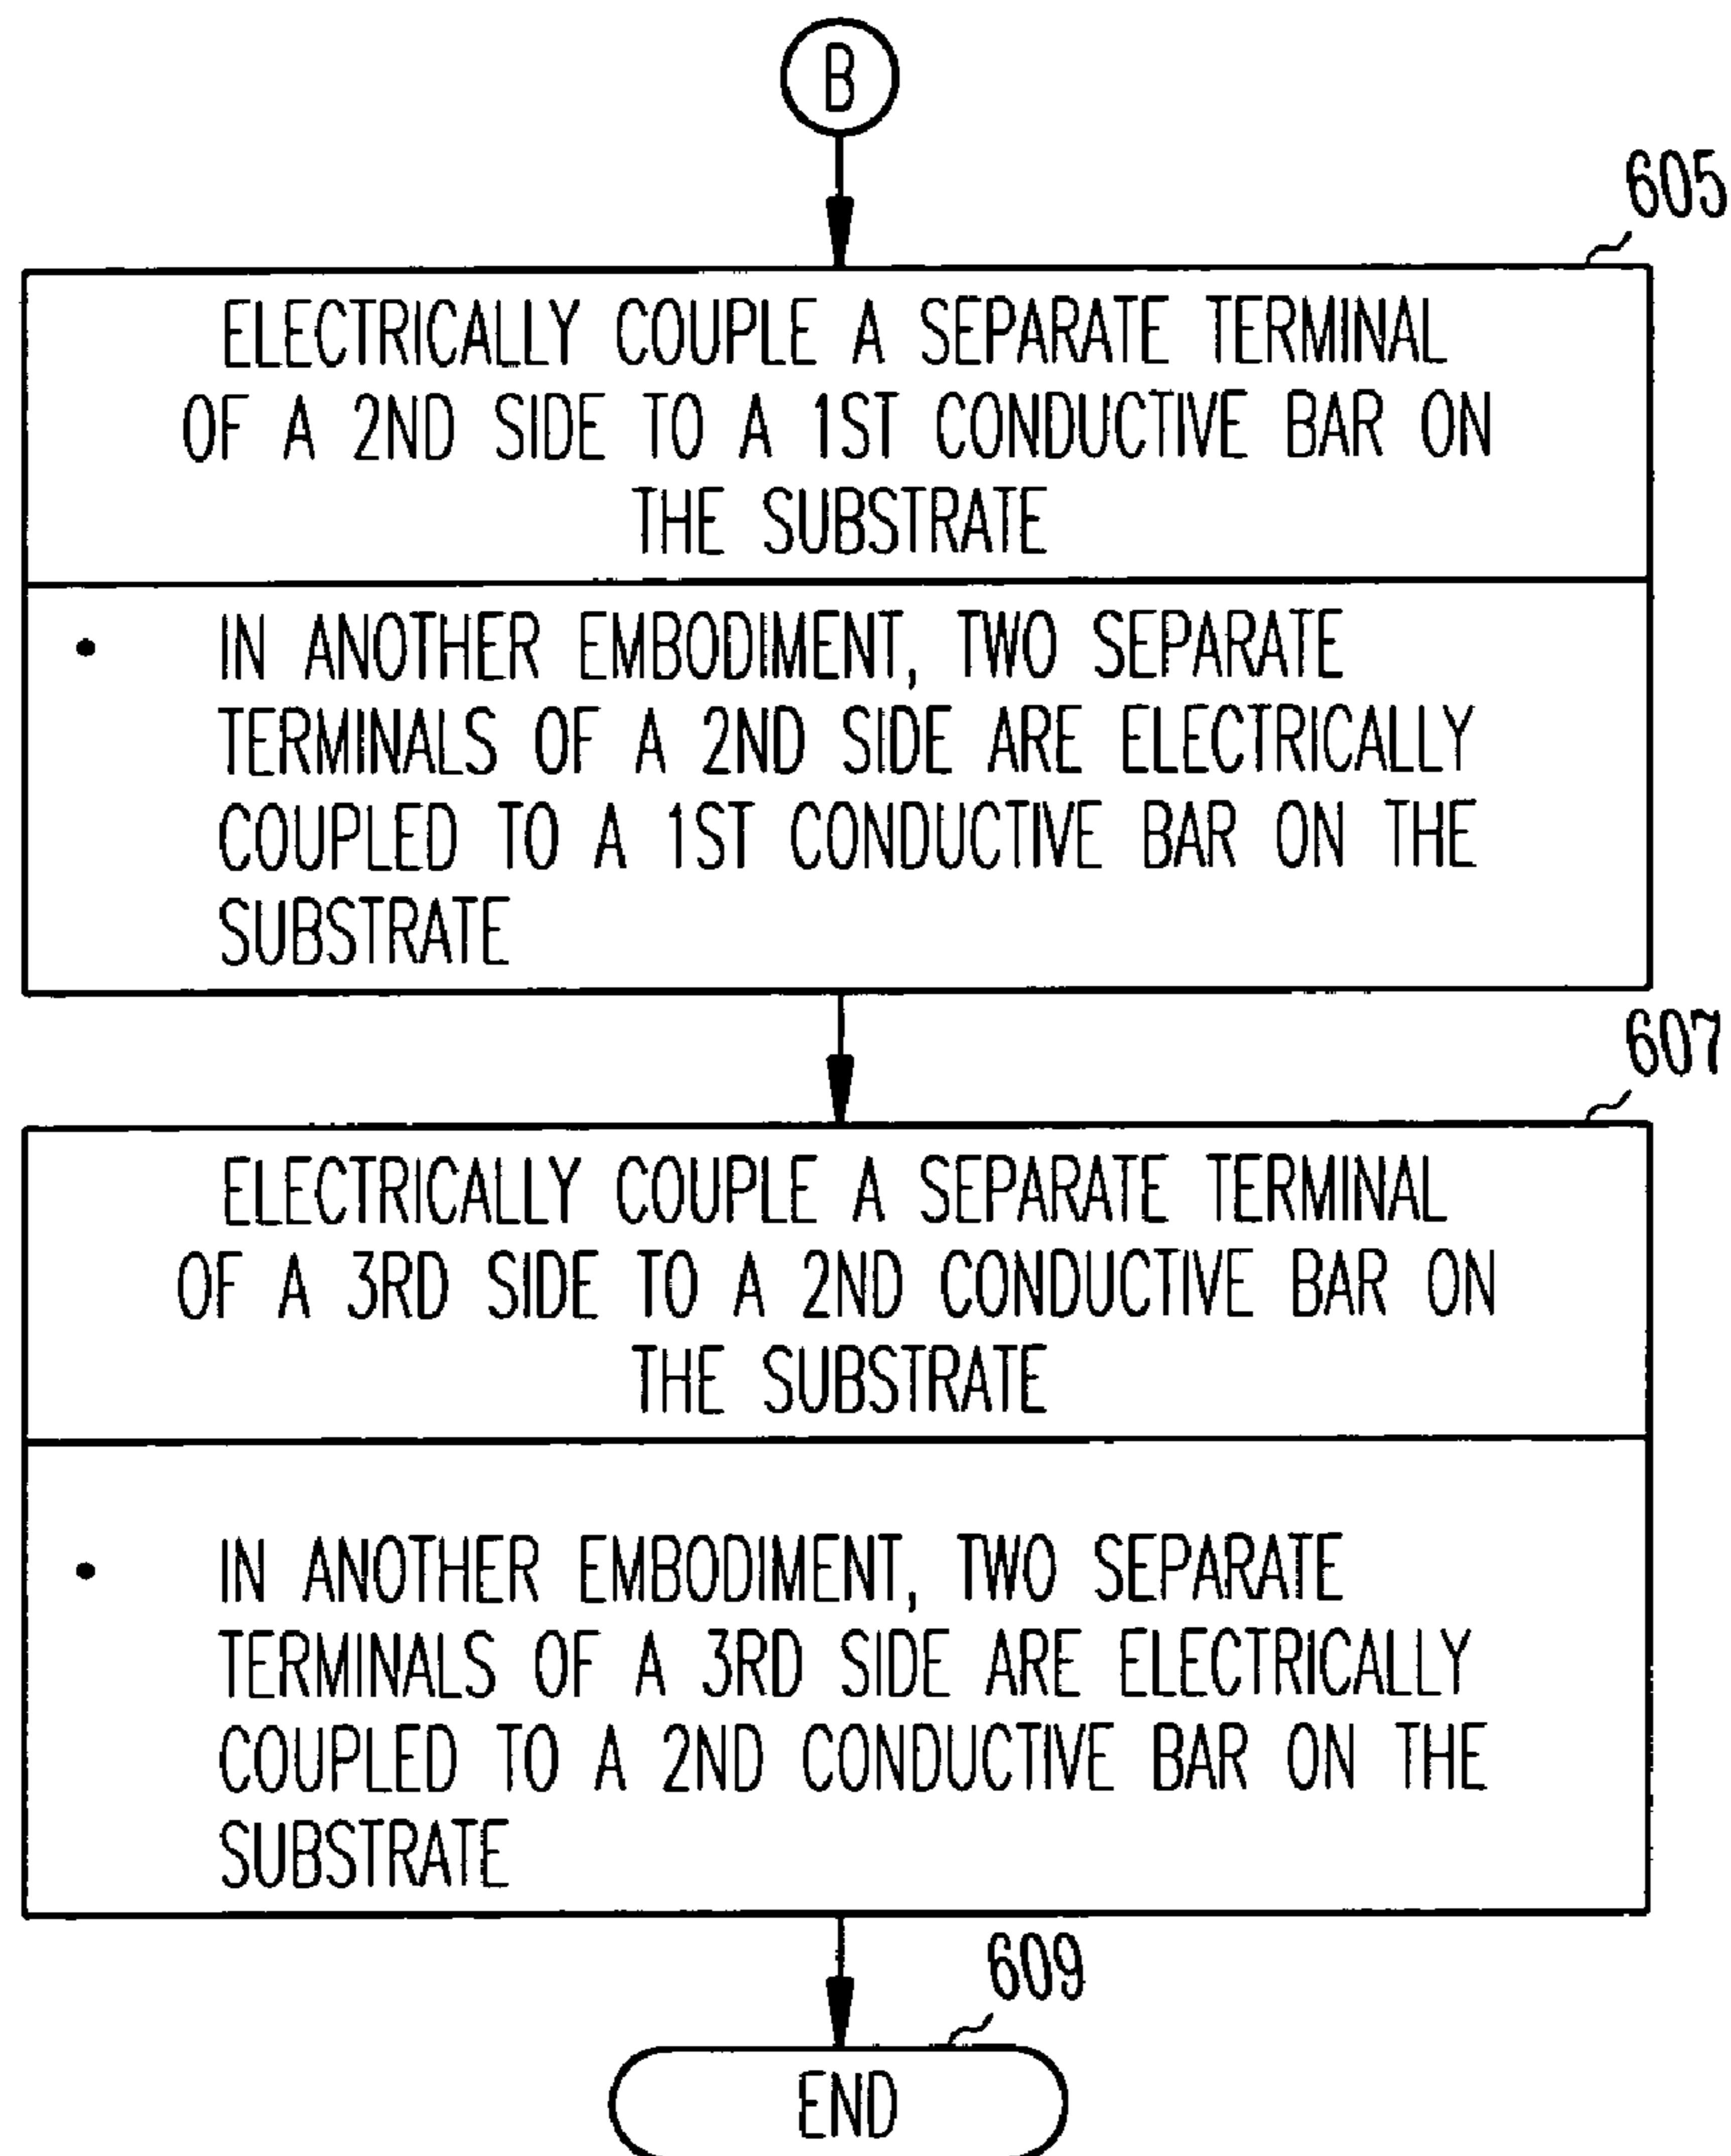 B
605
ELECTRICALLY COUPLE A SEPARATE TERMINAL
OF A 2ND SIDE TO A 1ST CONDUCTIVE BAR ON
THE SUBSTRATE
• IN ANOTHER EMBODIMENT, TWO SEPARATE
TERMINALS OF A 2ND SIDE ARE ELECTRICALLY
COUPLED TO A 1ST CONDUCTIVE BAR ON THE
SUBSTRATE
607
ELECTRICALLY COUPLE A SEPARATE TERMINAL
OF A 3RD SIDE TO A 2ND CONDUCTIVE BAR ON
THE SUBSTRATE
• IN ANOTHER EMBODIMENT, TWO SEPARATE
TERMINALS OF A 3RD SIDE ARE ELECTRICALLY
COUPLED TO A 2ND CONDUCTIVE BAR ON THE
SUBSTRATE
609
END